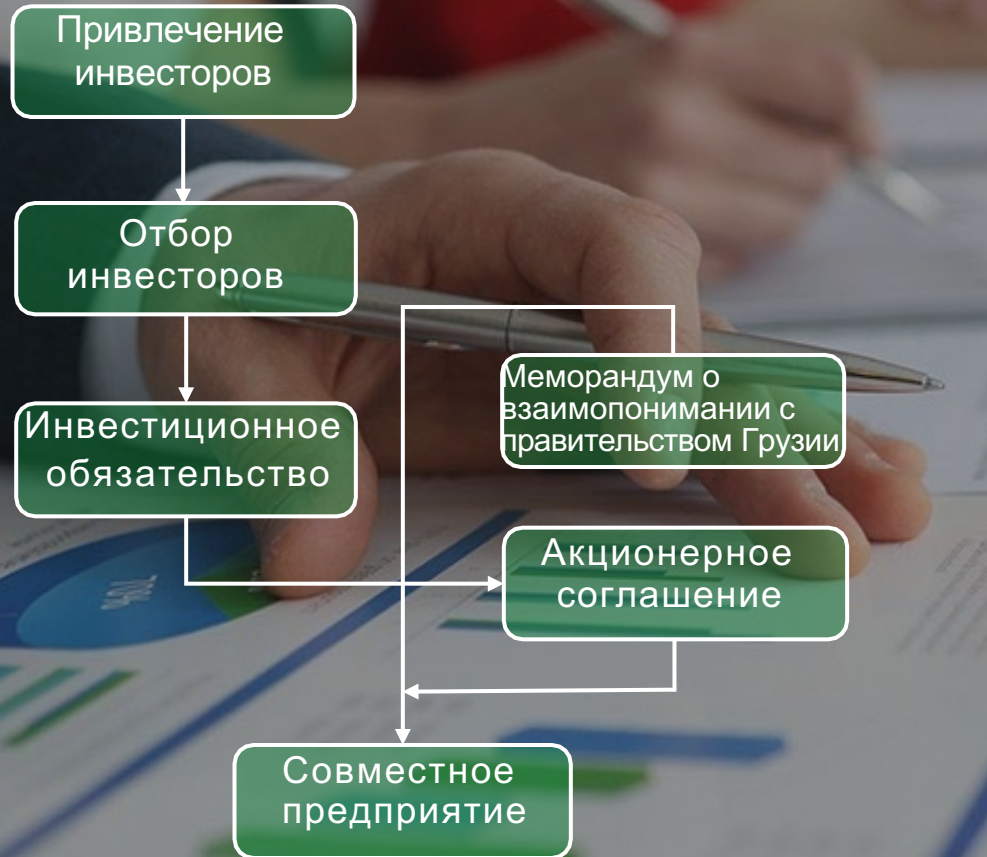 Привлечение
инвесторов
Отбор
инвесторов
Меморандум о
взаимопонимании с
правительством Грузии
Инвестиционное
обязательство
Акционерное
соглашение
Совместное
предприятие